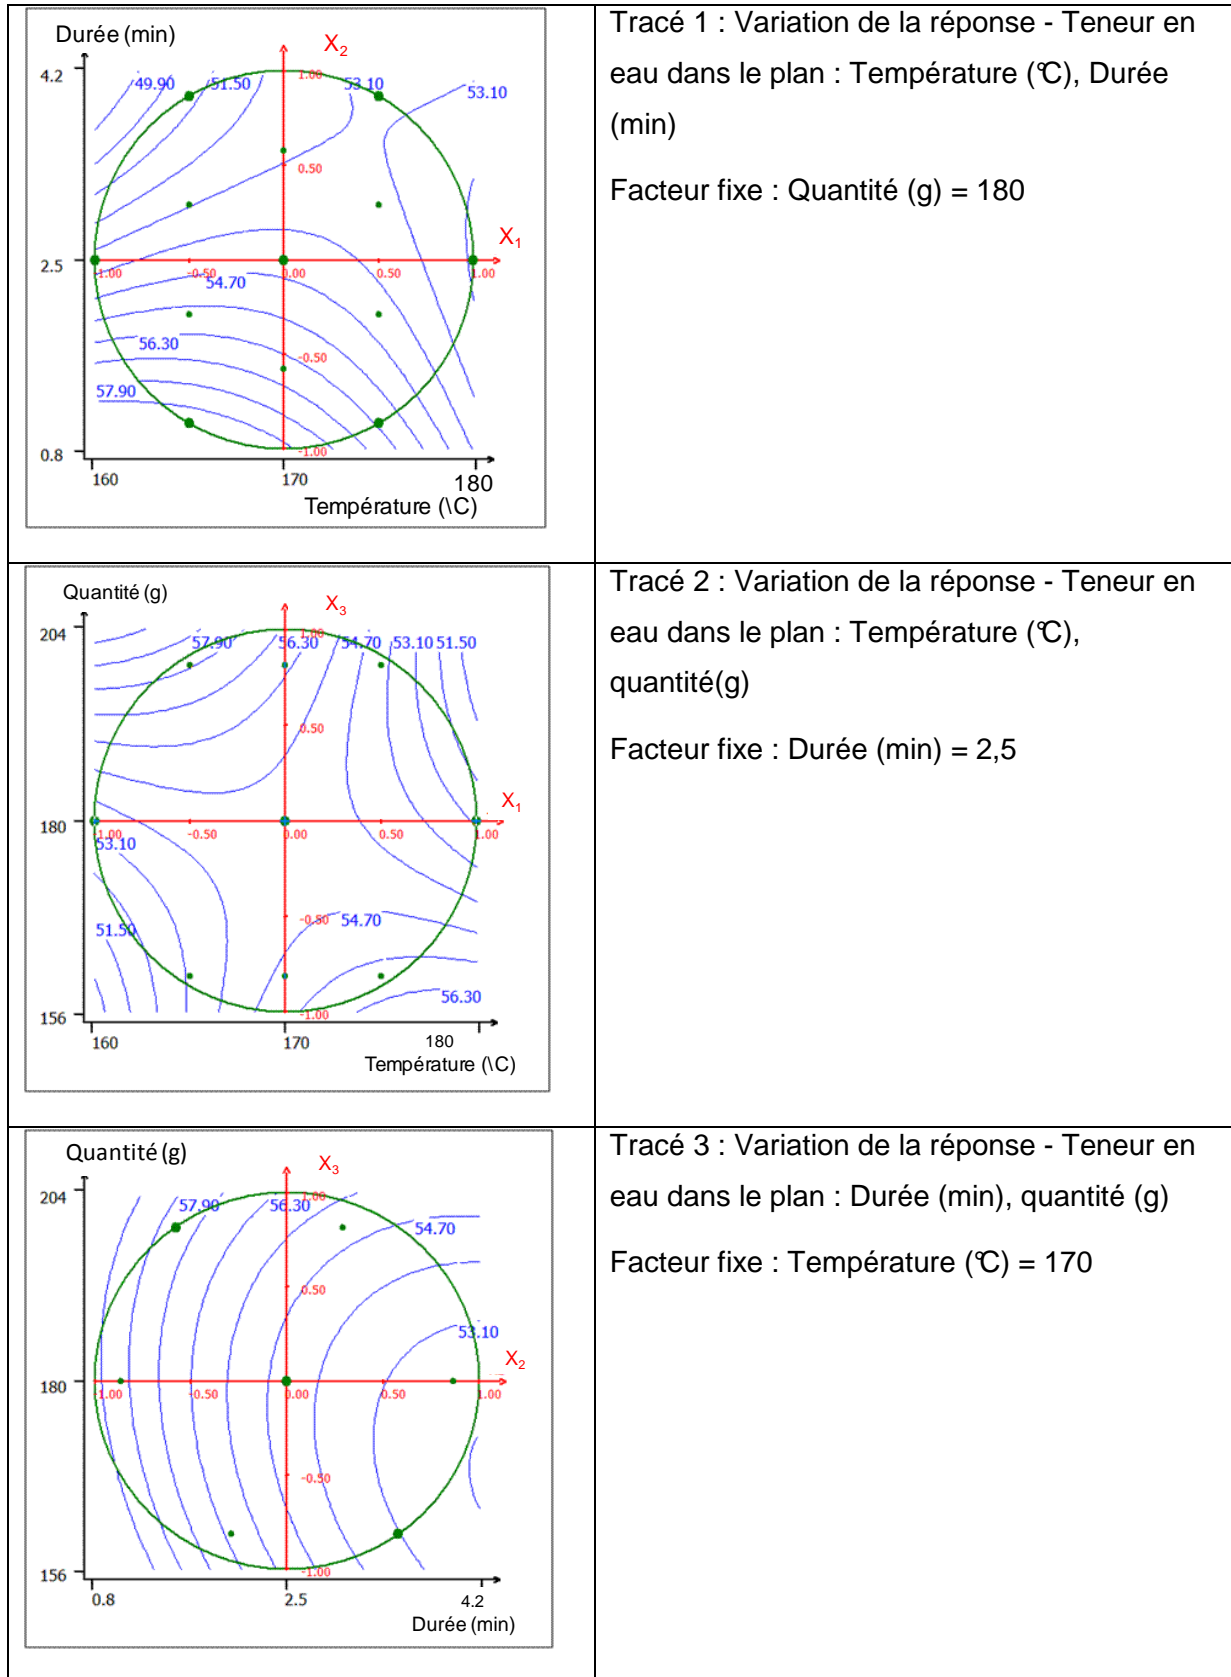 Durée (min)
X2
4.2
49.90
51.50
1.00
53.10
53.10
0.50
X1
2.5
-1.00
-0.50
0.00
0.50
1.00
54.70
56.30
-0.50
57.90
0.8
-1.00
160
170
180
Température (\C)
Tracé 1 : Variation de la réponse - Teneur en
eau dans le plan : Température (℃), Durée
(min)
Facteur fixe : Quantité (g) = 180
Quantité (g)
X3
204
57.90
1.00
56.30
54.70
53.10
51.50
0.50
X1
180
-1.00
-0.50
0.00
0.50
1.00
53.10
-0.50
54.70
51.50
56.30
156
-1.00
160
170
180
Température (\C)
Tracé 2 : Variation de la réponse - Teneur en
eau dans le plan : Température (℃),
quantité(g)
Facteur fixe : Durée (min) = 2,5
Quantité (g)
X3
204
57.90
56.30
1.00
54.70
0.50
53.10
X2
180
-1.00
-0.50
0.00
0.50
1.00
-0.50
156
-1.00
0.8
2.5
4.2
Durée (min)
Tracé 3 : Variation de la réponse - Teneur en
eau dans le plan : Durée (min), quantité (g)
Facteur fixe : Température (℃) = 170